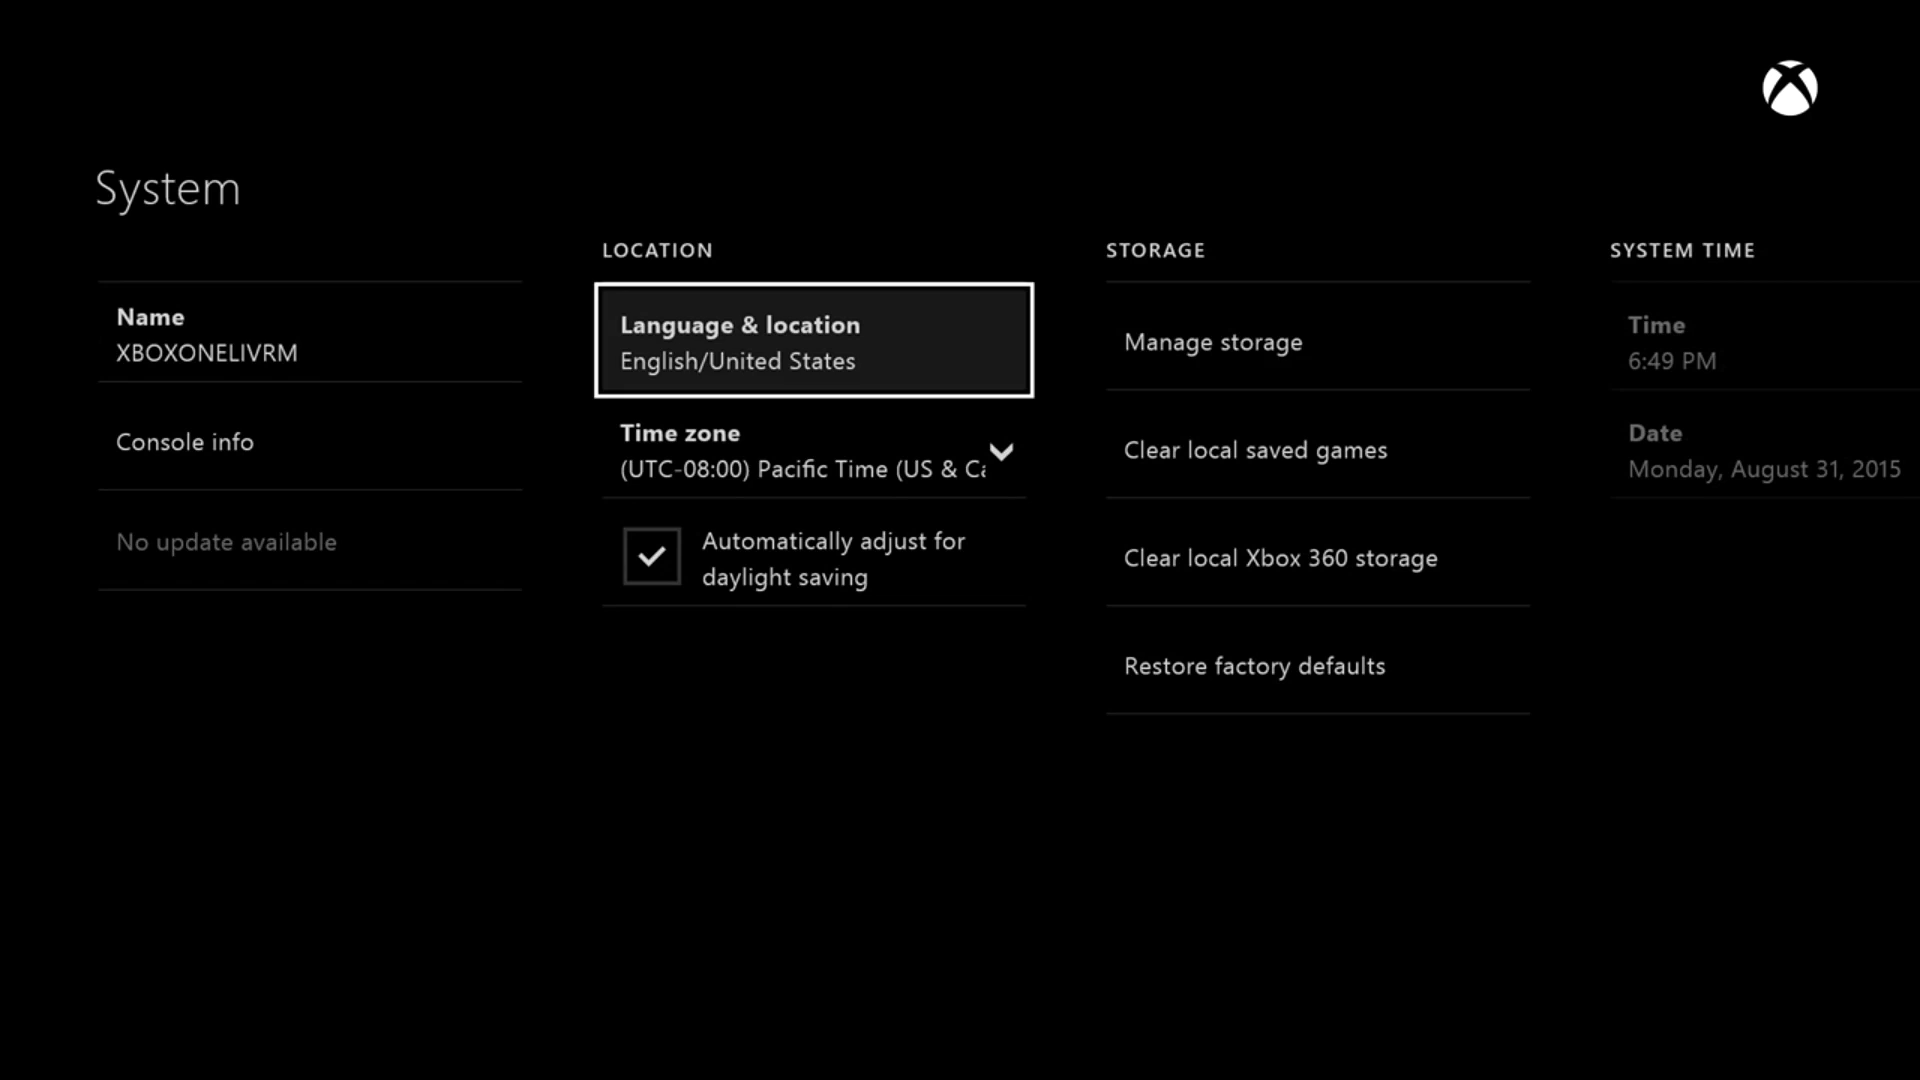 System
Name
XBOXONELIVRM
Console info
No update available
LOCATION
Language & location
English/United States
Time zone
(UTC-08:00) Pacific Time (US & Ca
Automatically adjust for
daylight saving
STORAGE
Manage storage
Clear local saved games
Clear local Xbox 360 storage
Restore factory defaults
SYSTEM TIME
Time
6:49 PM
Date
Monday, August 31, 2015